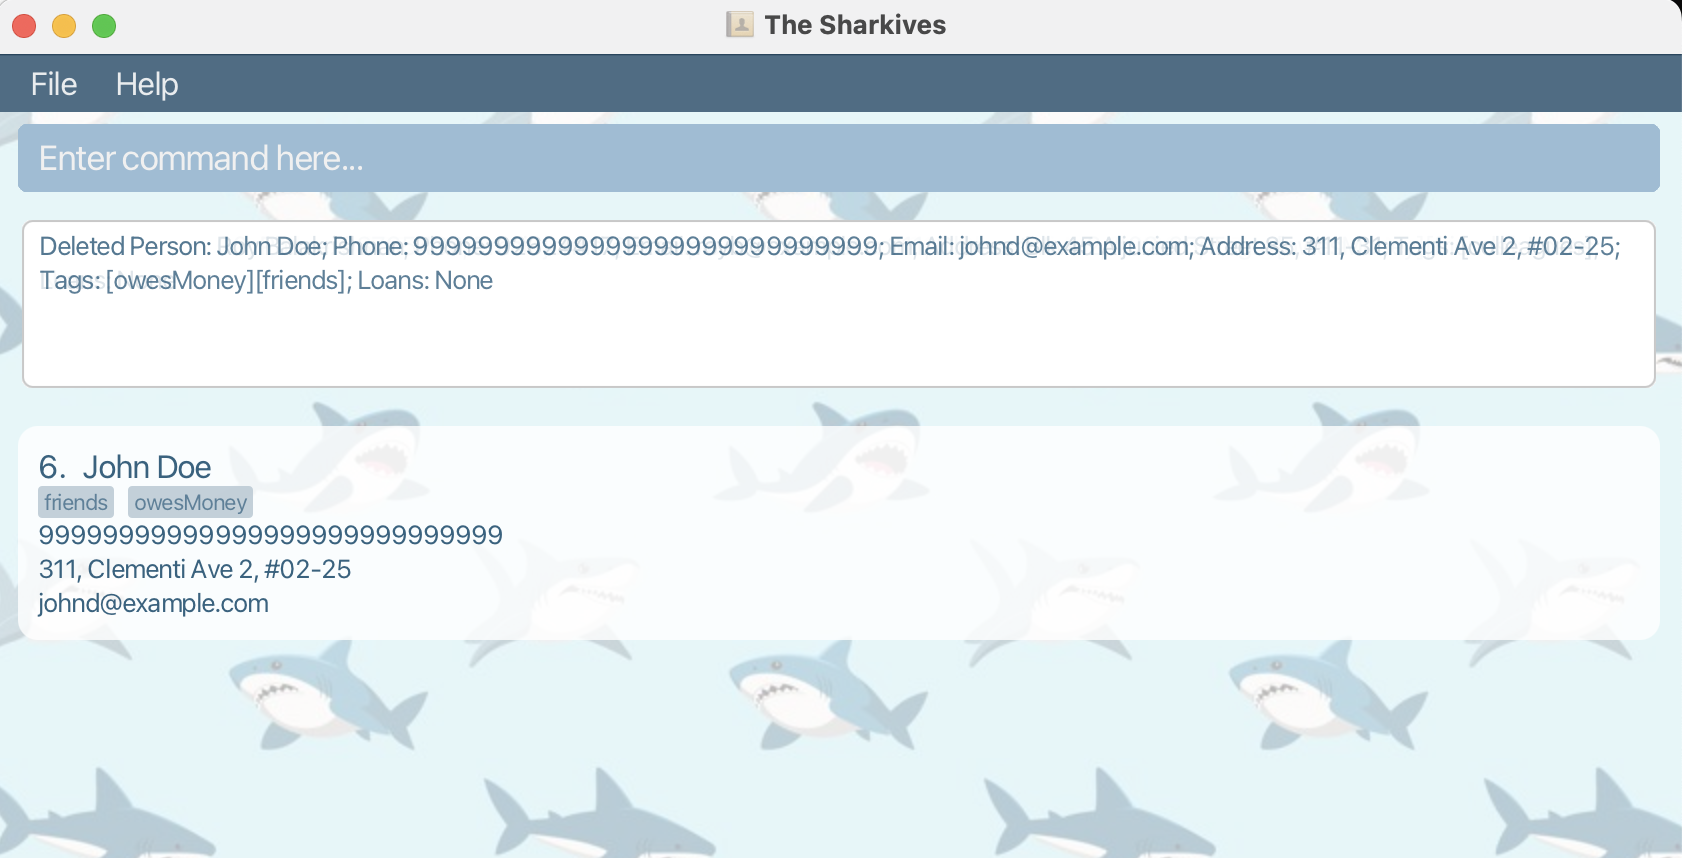 The Sharkives
File Help
Enter command here...
Deleted Person: John Doe; Phone: 99999999999999999999999999999; Email: johnd@example.com; Address: 311, Clementi Ave 2, #02-25;
Tags: [owesMoney][friends]; Loans: None
6. John Doe
friends owesMoney
99999999999999999999999999999
311, Clementi Ave 2, #02-25
johnd@example.com